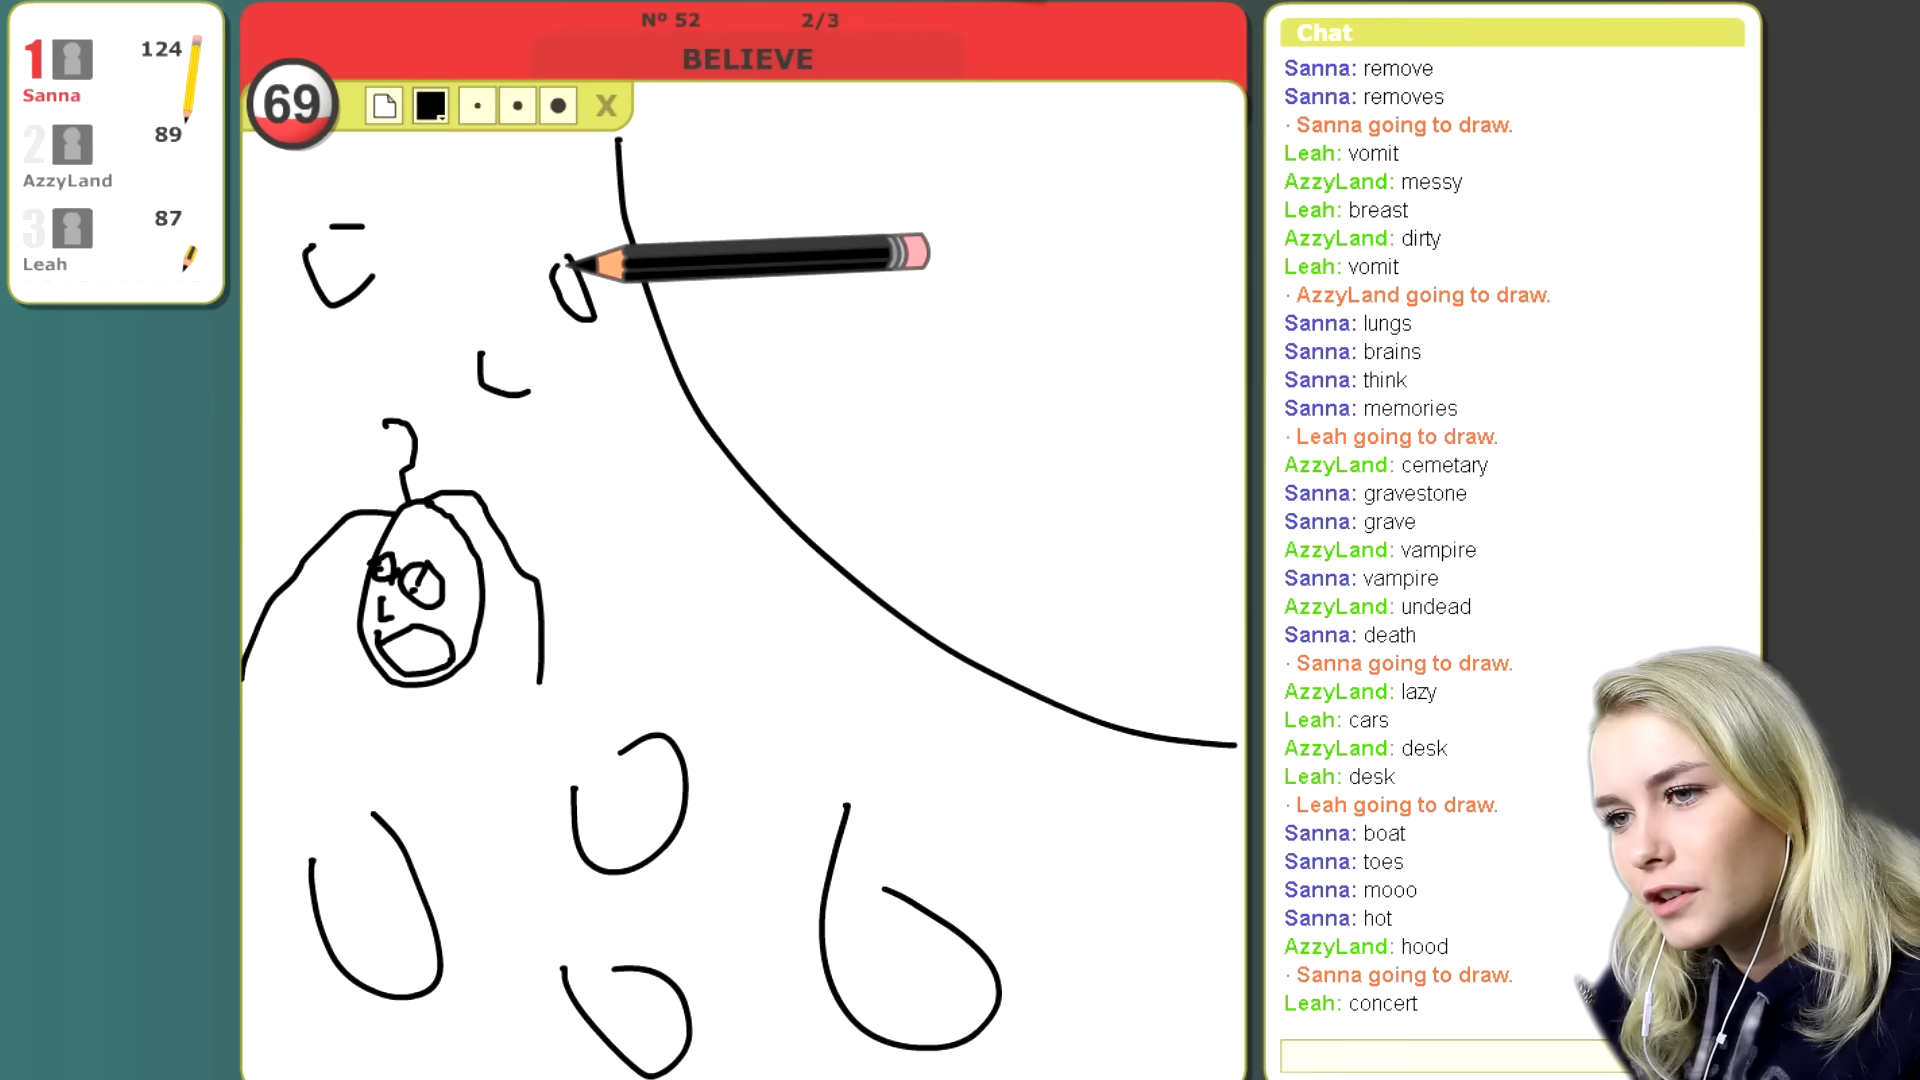 1
124
Sanna
2
89
AzzyLand
3
87
Leah
Nº 52
2/3
BELIEVE
69
X
Chat
Sanna: remove
Sanna: removes
· Sanna going to draw.
Leah: vomit
AzzyLand: messy
Leah: breast
AzzyLand: dirty
Leah: vomit
· AzzyLand going to draw.
Sanna: lungs
Sanna: brains
Sanna: think
Sanna: memories
· Leah going to draw.
AzzyLand: cemetary
Sanna: gravestone
Sanna: grave
AzzyLand: vampire
Sanna: vampire
AzzyLand: undead
Sanna: death
· Sanna going to draw.
AzzyLand: lazy
Leah: cars
AzzyLand: desk
Leah: desk
· Leah going to draw.
Sanna: boat
Sanna: toes
Sanna: mooo
Sanna: hot
AzzyLand: hood
· Sanna going to draw.
Leah: concert